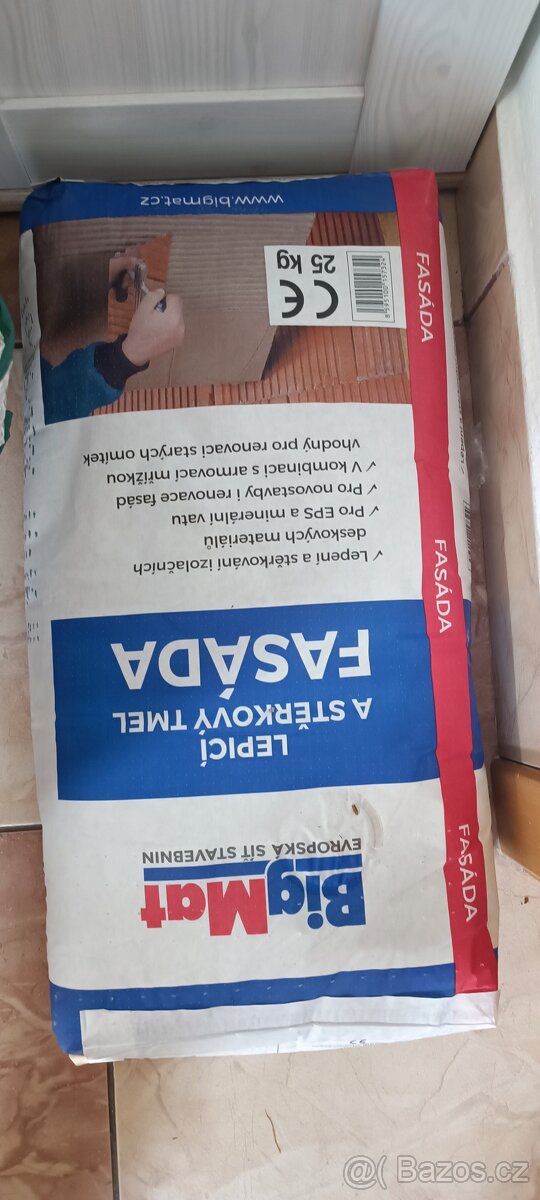 BigMat
EVROPSKÁ SÍŤ STAVEBNIN
LEPICÍ
A STĚRKOVÝ TMEL
FASÁDA
✓ Lepení a stěrkování izolačních
deskových materiálů
✓ Pro EPS a minerální vatu
✓ Pro novostavby i renovace fasád
✓ V kombinaci s armovací mřížkou
vhodný pro renovaci starých omítek
CE
25 kg
www.bigmat.cz
FASÁDA
FASÁDA
FASÁDA
Bazos.cz